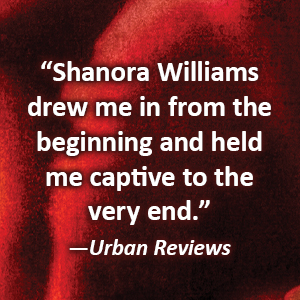 “Shanora Williams
drew me in from the
beginning and held
me captive to the
very end.”
—Urban Reviews